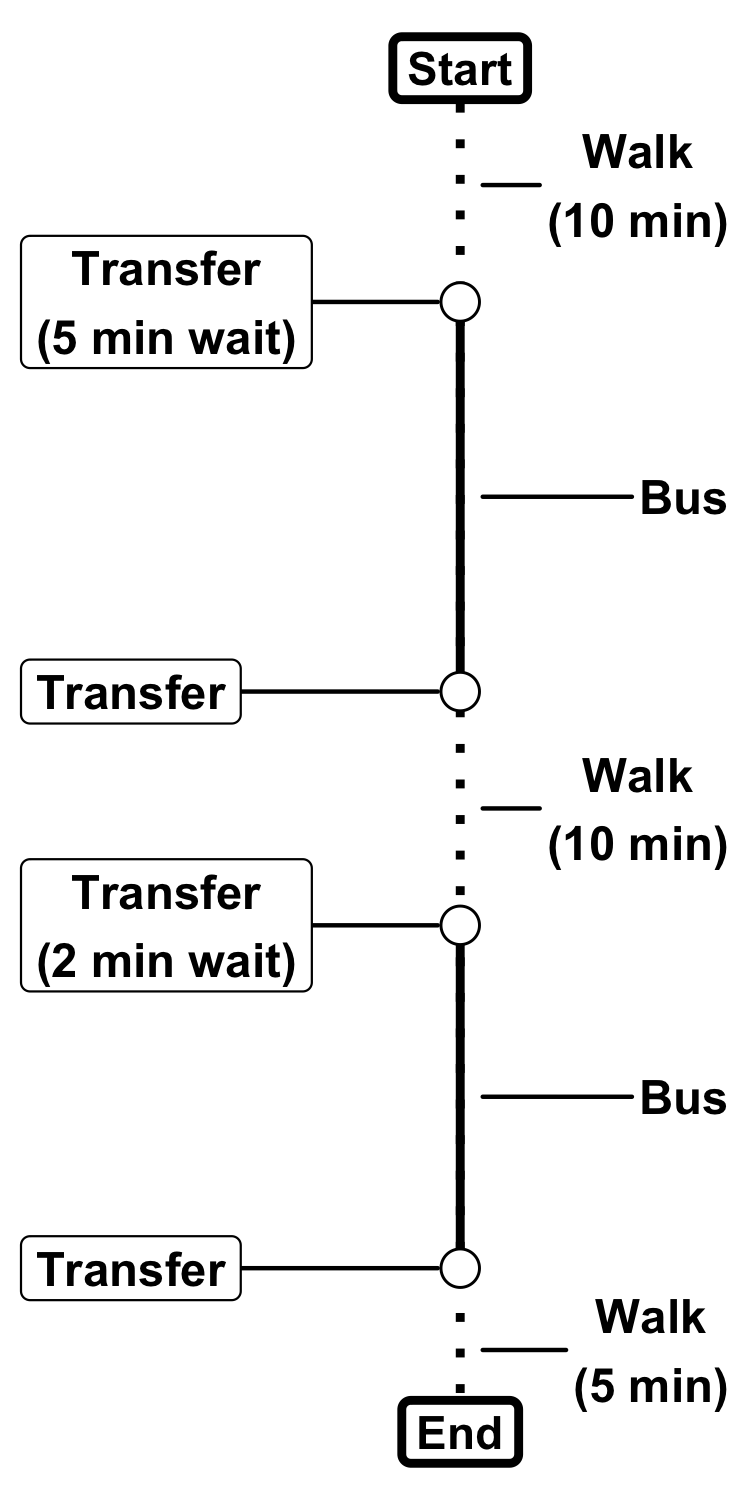 Start
Walk
(10 min)
Transfer
(5 min wait)
Bus
Transfer
Walk
(10 min)
Transfer
(2 min wait)
Bus
Transfer
Walk
(5 min)
End